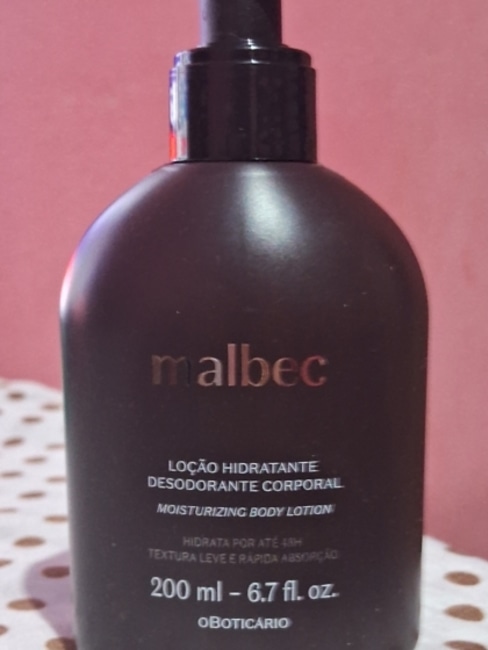 malbec
LOÇÃO HIDRATANTE
DESODORANTE CORPORAL
MOISTURIZING BODY LOTION
HIDRATA POR ATÉ 48H
TEXTURA LEVE E RÁPIDA ABSORÇÃO
200 ml – 6.7 fl. oz.
oBOTICÁRIO